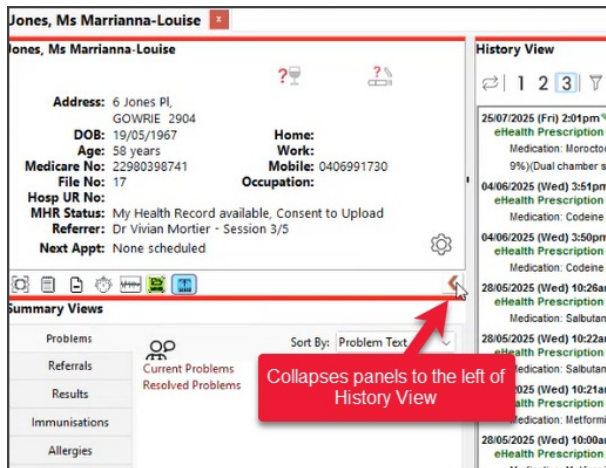 Jones, Ms Marrianna-Louise x
Jones, Ms Marrianna-Louise
? ?
Address: 6 Jones Pl,
GOWRIE 2904
DOB: 19/05/1967 Home:
Age: 58 years Work:
Medicare No: 22980398741 Mobile: 0406991730
File No: 17 Occupation:
Hosp UR No:
MHR Status: My Health Record available, Consent to Upload
Referrer: Dr Vivian Mortier - Session 3/5
Next Appt: None scheduled
Summary Views
Problems
Referrals
Results
Immunisations
Allergies
Sort By: Problem Text
Current Problems
Resolved Problems
Collapses panels to the left of
History View
History View
1 2 3
25/07/2025 (Fri) 2:01pm
eHealth Prescription
Medication: Moroctoc
9%)(Dual chamber s
04/06/2025 (Wed) 3:51pm
eHealth Prescription
Medication: Codeine
04/06/2025 (Wed) 3:50pm
eHealth Prescription
Medication: Codeine
28/05/2025 (Wed) 10:26am
eHealth Prescription
Medication: Salbutam
28/05/2025 (Wed) 10:22am
eHealth Prescription
Medication: Salbutam
2025 (Wed) 10:21am
eHealth Prescription
Medication: Metformi
28/05/2025 (Wed) 10:00am
eHealth Prescription